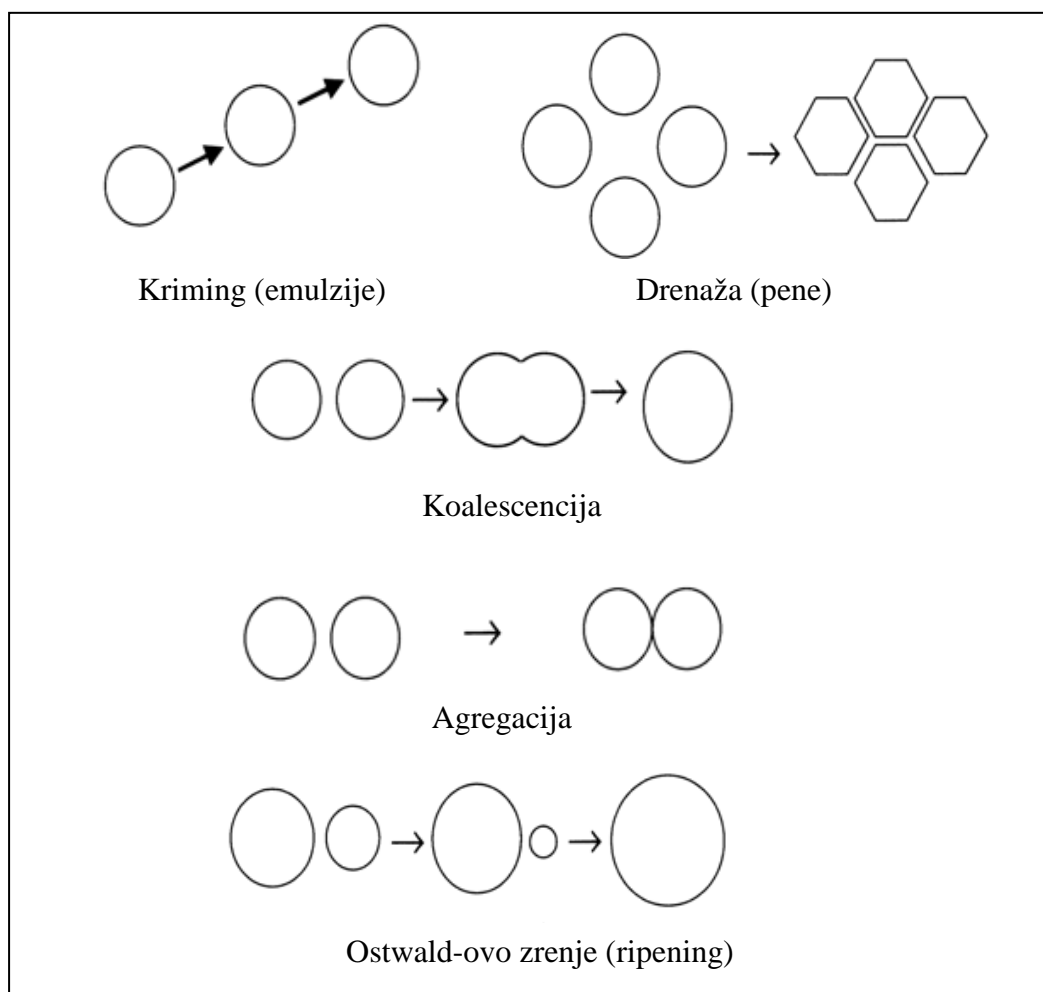 Kriming (emulzije)
Drenaža (pene)
Koalescencija
Agregacija
Ostwald-ovo zrenje (ripening)